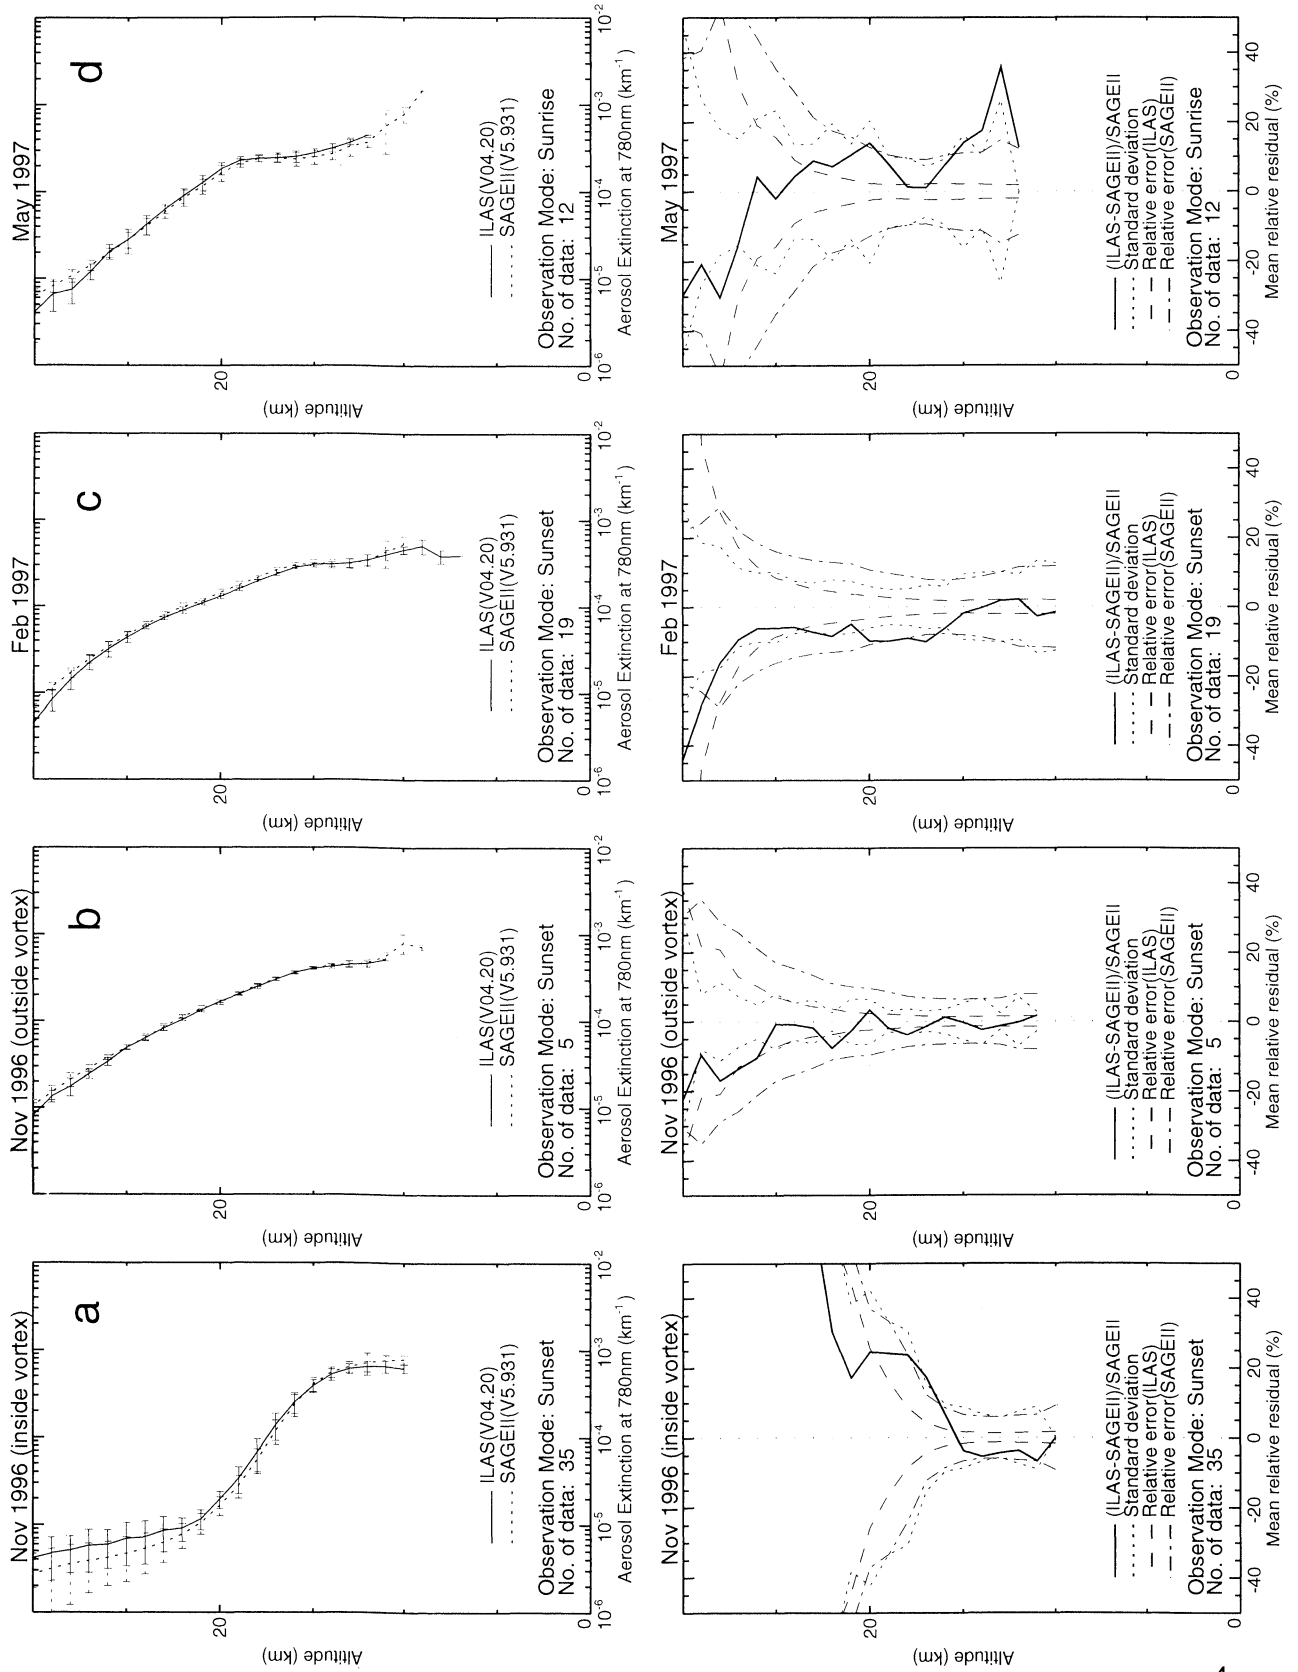 a
Nov 1996 (inside vortex)
20
0
Altitude (km)
ILAS(V04.20)
SAGEII(V5.931)
Observation Mode: Sunset
No. of data: 35
10-6 10-5 10-4 10-3 10-2
Aerosol Extinction at 780nm (km-1)
b
Nov 1996 (outside vortex)
20
0
Altitude (km)
ILAS(V04.20)
SAGEII(V5.931)
Observation Mode: Sunset
No. of data: 5
10-6 10-5 10-4 10-3 10-2
Aerosol Extinction at 780nm (km-1)
c
Feb 1997
20
0
Altitude (km)
ILAS(V04.20)
SAGEII(V5.931)
Observation Mode: Sunset
No. of data: 19
10-6 10-5 10-4 10-3 10-2
Aerosol Extinction at 780nm (km-1)
d
May 1997
20
0
Altitude (km)
ILAS(V04.20)
SAGEII(V5.931)
Observation Mode: Sunrise
No. of data: 12
10-6 10-5 10-4 10-3 10-2
Aerosol Extinction at 780nm (km-1)
Nov 1996 (inside vortex)
20
0
Altitude (km)
(ILAS-SAGEII)/SAGEII
Standard deviation
Relative error(ILAS)
Relative error(SAGEII)
Observation Mode: Sunset
No. of data: 35
-40 -20 0 20 40
Mean relative residual (%)
Nov 1996 (outside vortex)
20
0
Altitude (km)
(ILAS-SAGEII)/SAGEII
Standard deviation
Relative error(ILAS)
Relative error(SAGEII)
Observation Mode: Sunset
No. of data: 5
-40 -20 0 20 40
Mean relative residual (%)
Feb 1997
20
0
Altitude (km)
(ILAS-SAGEII)/SAGEII
Standard deviation
Relative error(ILAS)
Relative error(SAGEII)
Observation Mode: Sunset
No. of data: 19
-40 -20 0 20 40
Mean relative residual (%)
May 1997
20
0
Altitude (km)
(ILAS-SAGEII)/SAGEII
Standard deviation
Relative error(ILAS)
Relative error(SAGEII)
Observation Mode: Sunrise
No. of data: 12
-40 -20 0 20 40
Mean relative residual (%)